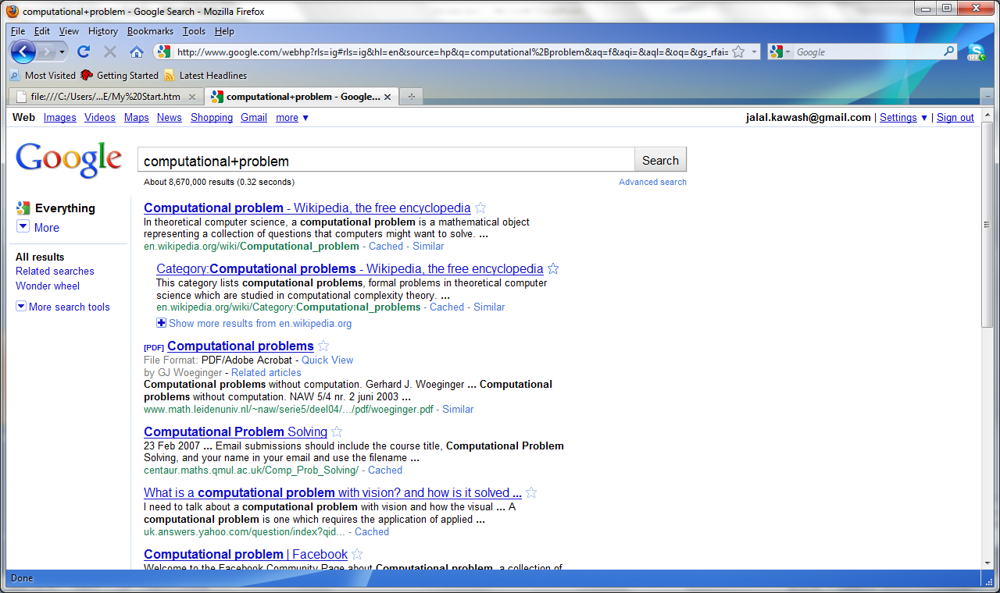 computational+problem - Google Search - Mozilla Firefox
File Edit View History Bookmarks Tools Help
http://www.google.com/webhp?rls=ig#rls=ig&hl=en&source=hp&q=computational%2Bproblem&aq=f&aqi=&aql=&oq=&gs_rfai= Google
Most Visited Getting Started Latest Headlines
file:///C:/Users/...E/My%20Start.htm computational+problem - Google...
Web Images Videos Maps News Shopping Gmail more ▼ jalal.kawash@gmail.com | Settings ▼ | Sign out
Google computational+problem Search
About 8,670,000 results (0.32 seconds) Advanced search
Everything
More
All results
Related searches
Wonder wheel
More search tools
Computational problem - Wikipedia, the free encyclopedia
In theoretical computer science, a computational problem is a mathematical object
representing a collection of questions that computers might want to solve. ...
en.wikipedia.org/wiki/Computational_problem - Cached - Similar
Category:Computational problems - Wikipedia, the free encyclopedia
This category lists computational problems, formal problems in theoretical computer
science which are studied in computational complexity theory. ...
en.wikipedia.org/wiki/Category:Computational_problems - Cached - Similar
Show more results from en.wikipedia.org
[PDF] Computational problems
File Format: PDF/Adobe Acrobat - Quick View
by GJ Woeginger - Related articles
Computational problems without computation. Gerhard J. Woeginger ... Computational
problems without computation. NAW 5/4 nr. 2 juni 2003 ...
www.math.leidenuniv.nl/~naw/serie5/deel04/.../pdf/woeginger.pdf - Similar
Computational Problem Solving
23 Feb 2007 ... Email submissions should include the course title, Computational Problem
Solving, and your name in your email and use the filename ...
centaur.maths.qmul.ac.uk/Comp_Prob_Solving/ - Cached
What is a computational problem with vision? and how is it solved ...
I need to talk about a computational problem with vision and how the visual ... A
computational problem is one which requires the application of applied ...
uk.answers.yahoo.com/question/index?qid... - Cached
Computational problem | Facebook
Welcome to the Facebook Community Page about Computational problem, a collection of
Done